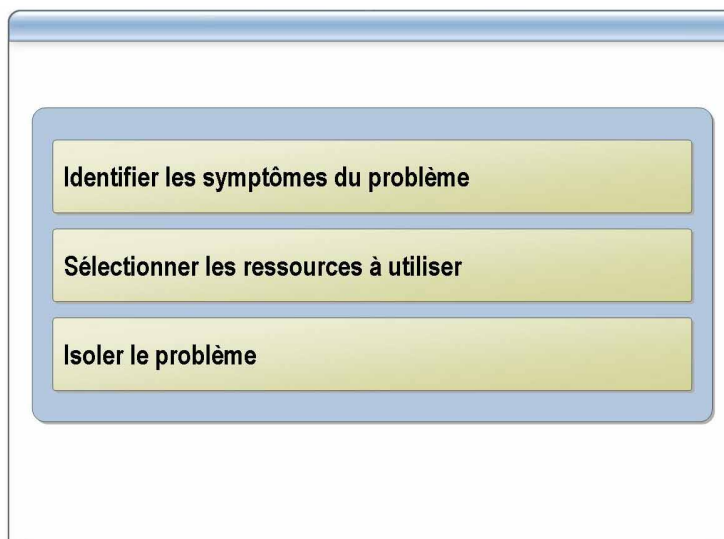 Identifier les symptômes du problème
Sélectionner les ressources à utiliser
Isoler le problème